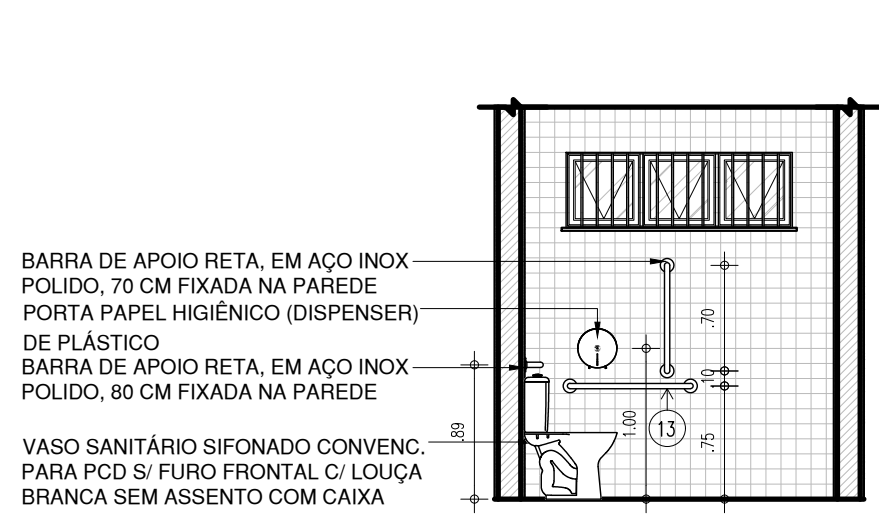 BARRA DE APOIO RETA, EM AÇO INOX
POLIDO, 70 CM FIXADA NA PAREDE
PORTA PAPEL HIGIÊNICO (DISPENSER)
DE PLÁSTICO
BARRA DE APOIO RETA, EM AÇO INOX
POLIDO, 80 CM FIXADA NA PAREDE
VASO SANITÁRIO SIFONADO CONVENC.
PARA PCD S/ FURO FRONTAL C/ LOUÇA
BRANCA SEM ASSENTO COM CAIXA
.89
1.00
13
.70
.10
.75